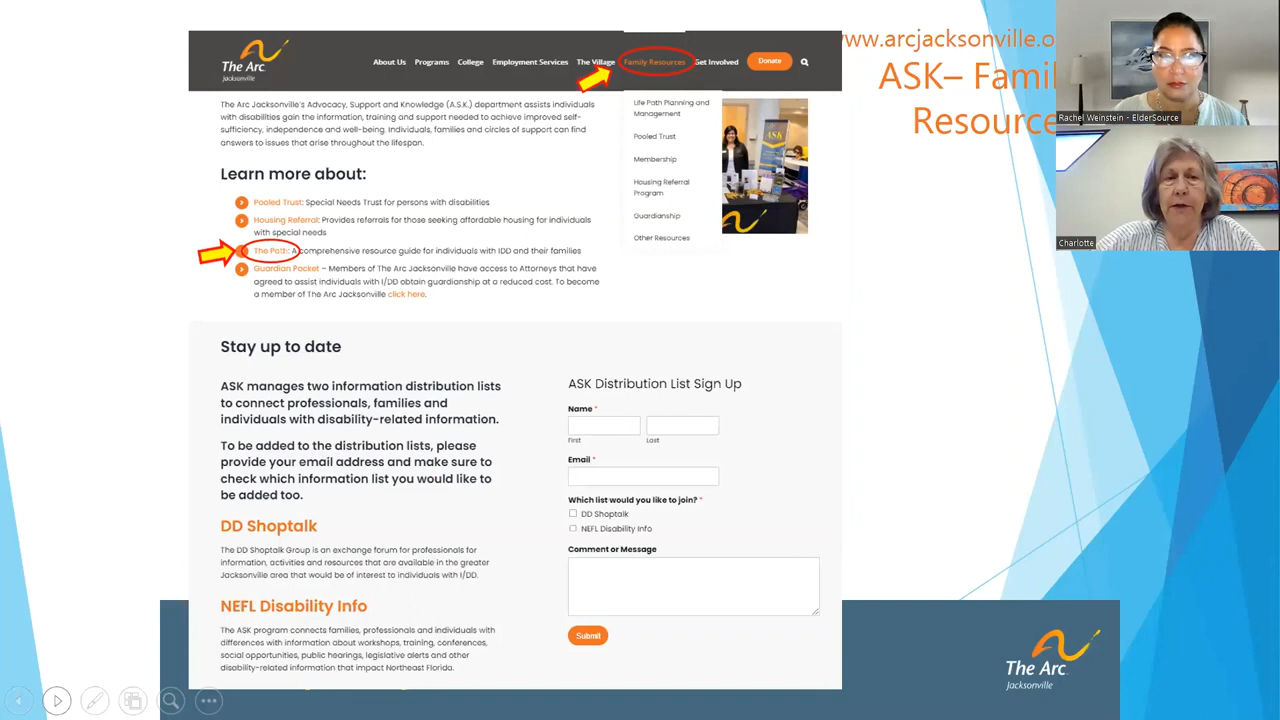 www.arcjacksonville.o
ASK– Famil
Resource
Rachel Weinstein - ElderSource
Charlotte
The Arc
Jacksonville
About Us
Programs
College
Employment Services
The Village
Family Resources
Get Involved
Donate
The Arc Jacksonville's Advocacy, Support and Knowledge (A.S.K.) department assists individuals
with disabilities gain the information, training and support needed to achieve improved self-
sufficiency, independence and well-being. Individuals, families and circles of support can find
answers to issues that arise throughout the lifespan.
Life Path Planning and
Management
Pooled Trust
Membership
Housing Referral
Program
Guardianship
Other Resources
ASK
Learn more about:
Pooled Trust: Special Needs Trust for persons with disabilities
Housing Referral: Provides referrals for those seeking affordable housing for individuals
with special needs
The Path: A comprehensive resource guide for individuals with IDD and their families
Guardian Packet – Members of The Arc Jacksonville have access to Attorneys that have
agreed to assist individuals with I/DD obtain guardianship at a reduced cost. To become
a member of The Arc Jacksonville click here.
Stay up to date
ASK manages two information distribution lists
to connect professionals, families and
individuals with disability-related information.
To be added to the distribution lists, please
provide your email address and make sure to
check which information list you would like to
be added too.
DD Shoptalk
The DD Shoptalk Group is an exchange forum for professionals for
information, activities and resources that are available in the greater
Jacksonville area that would be of interest to individuals with I/DD.
NEFL Disability Info
The ASK program connects families, professionals and individuals with
differences with information about workshops, training, conferences,
social opportunities, public hearings, legislative alerts and other
disability-related information that impact Northeast Florida.
ASK Distribution List Sign Up
Name *
First
Last
Email *
Which list would you like to join? *
DD Shoptalk
NEFL Disability Info
Comment or Message
Submit
The Arc
Jacksonville